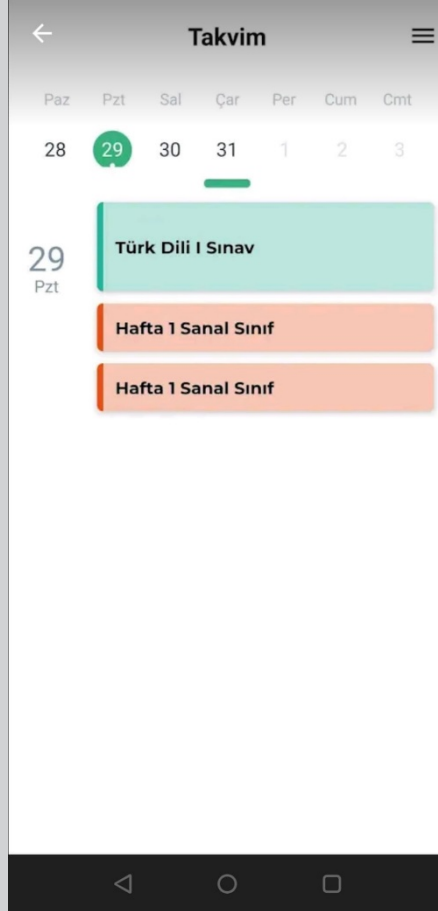 Takvim
Paz Pzt Sal Çar Per Cum Cmt
28 29 30 31 1 2 3
29
Pzt
Türk Dili I Sınav
Hafta 1 Sanal Sınıf
Hafta 1 Sanal Sınıf